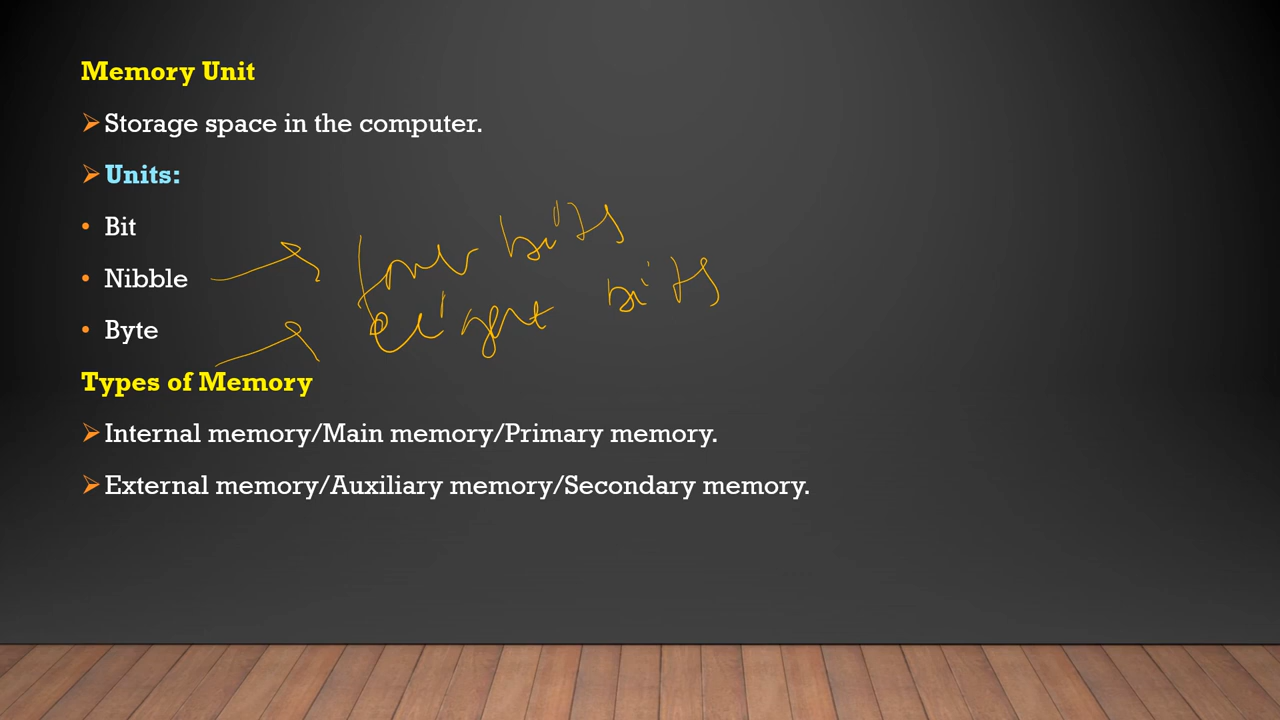 Memory Unit
Storage space in the computer.
Units:
Bit
Nibble four bits
Byte eight bits
Types of Memory
Internal memory/Main memory/Primary memory.
External memory/Auxiliary memory/Secondary memory.